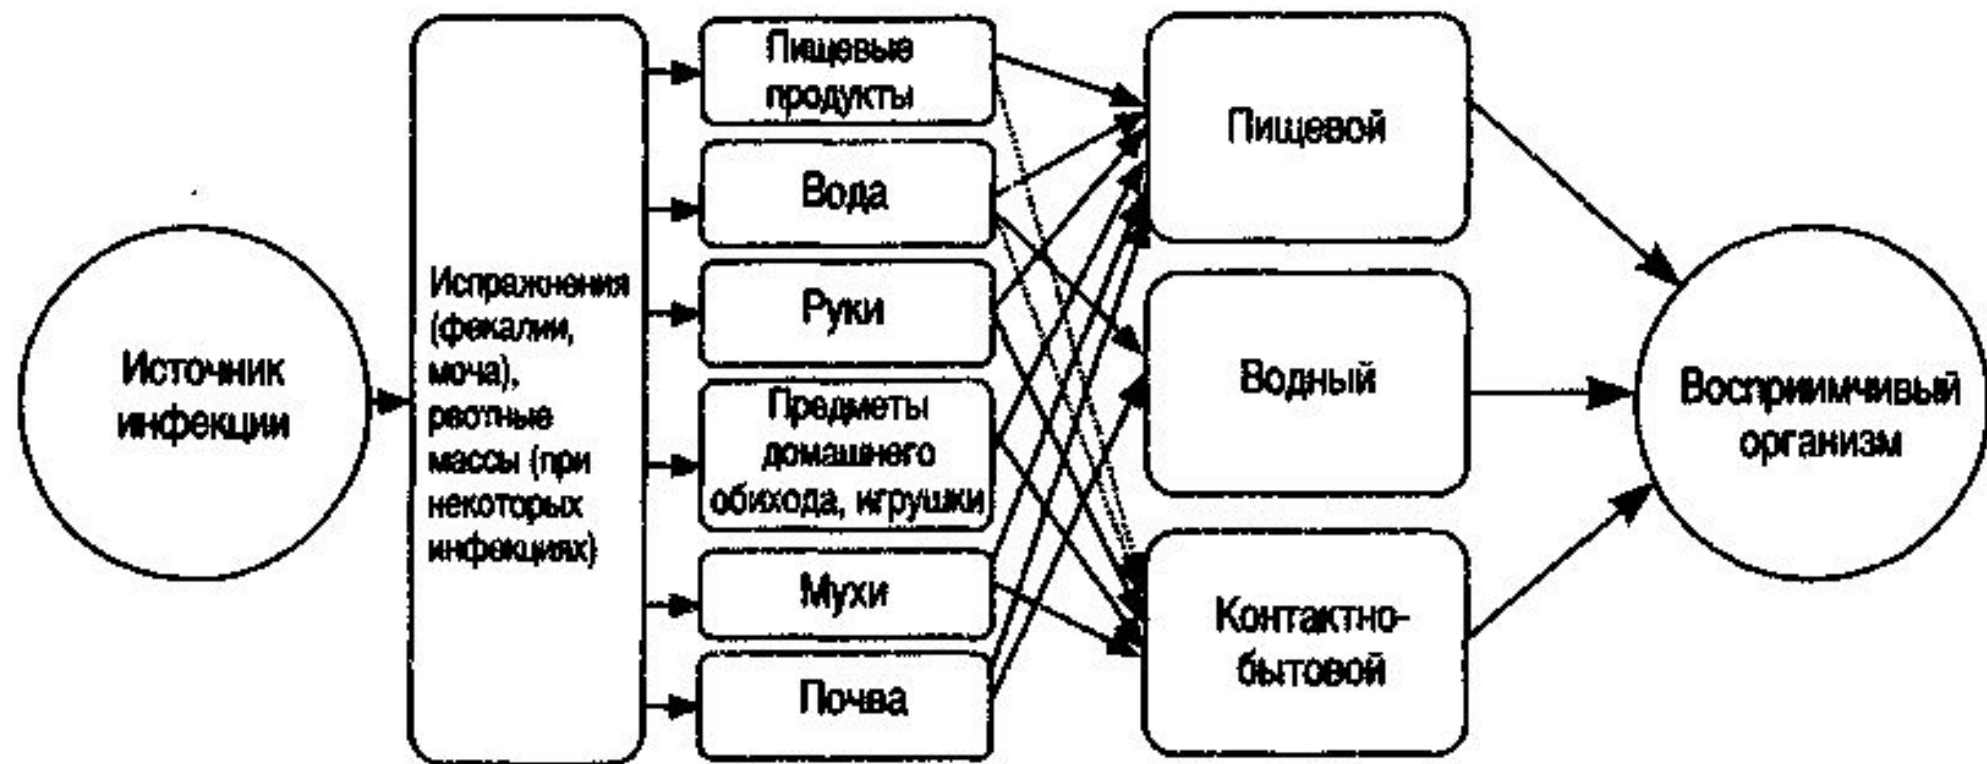 Источник
инфекции
Испражнения
(фекалии,
моча),
рвотные
массы (при
некоторых
инфекциях)
Пищевые
продукты
Вода
Руки
Предметы
домашнего
обихода, игрушки
Мухи
Почва
Пищевой
Водный
Контактно-
бытовой
Восприимчивый
организм